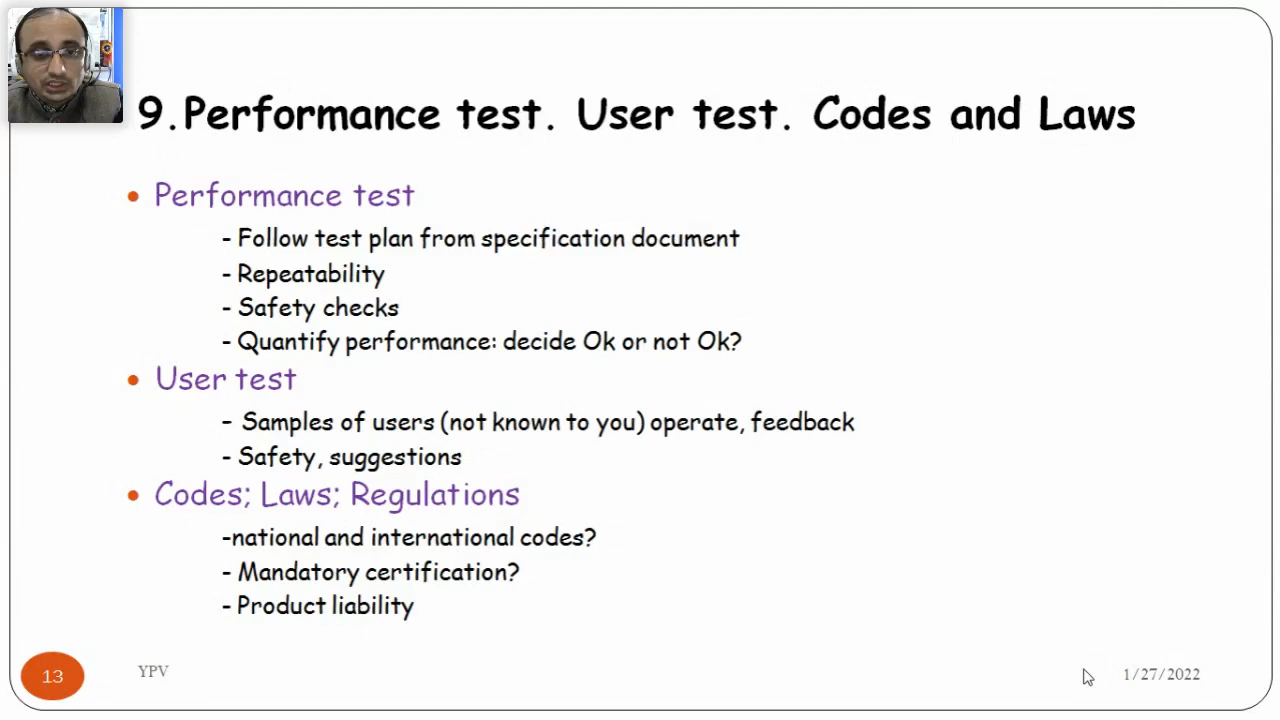 9.Performance test. User test. Codes and Laws
• Performance test
- Follow test plan from specification document
- Repeatability
- Safety checks
- Quantify performance: decide Ok or not Ok?
• User test
- Samples of users (not known to you) operate, feedback
- Safety, suggestions
• Codes; Laws; Regulations
-national and international codes?
- Mandatory certification?
- Product liability
13
YPV
1/27/2022